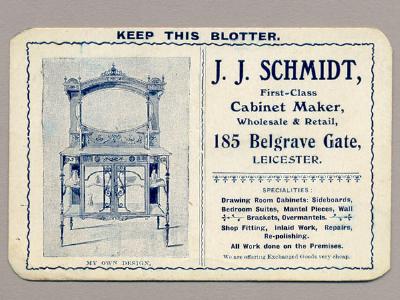 KEEP THIS BLOTTER.
J. J. SCHMIDT,
First-Class
Cabinet Maker,
Wholesale & Retail,
185 Belgrave Gate,
LEICESTER.
SPECIALITIES:
Drawing Room Cabinets: Sideboards,
Bedroom Suites, Mantel Pieces, Wall
Brackets, Overmantels.
Shop Fitting, Inlaid Work, Repairs,
Re-polishing.
All Work done on the Premises.
We are offering Exchanged Goods very cheap.
MY OWN DESIGN,